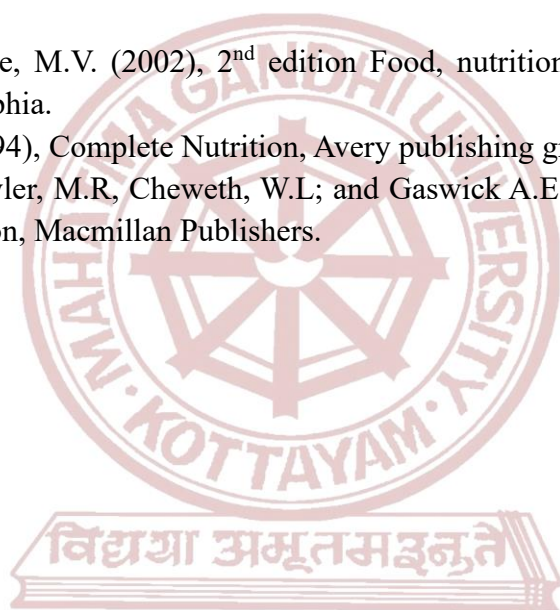 e, M.V. (2002), 2nd edition Food, nutrition
phia.
94), Complete Nutrition, Avery publishing g
yler, M.R, Cheweth, W.L; and Gaswick A.E
on, Macmillan Publishers.
MAHATMA GANDHI UNIVERSITY
KOTTAYAM
विद्यया अमृतमश्नुते